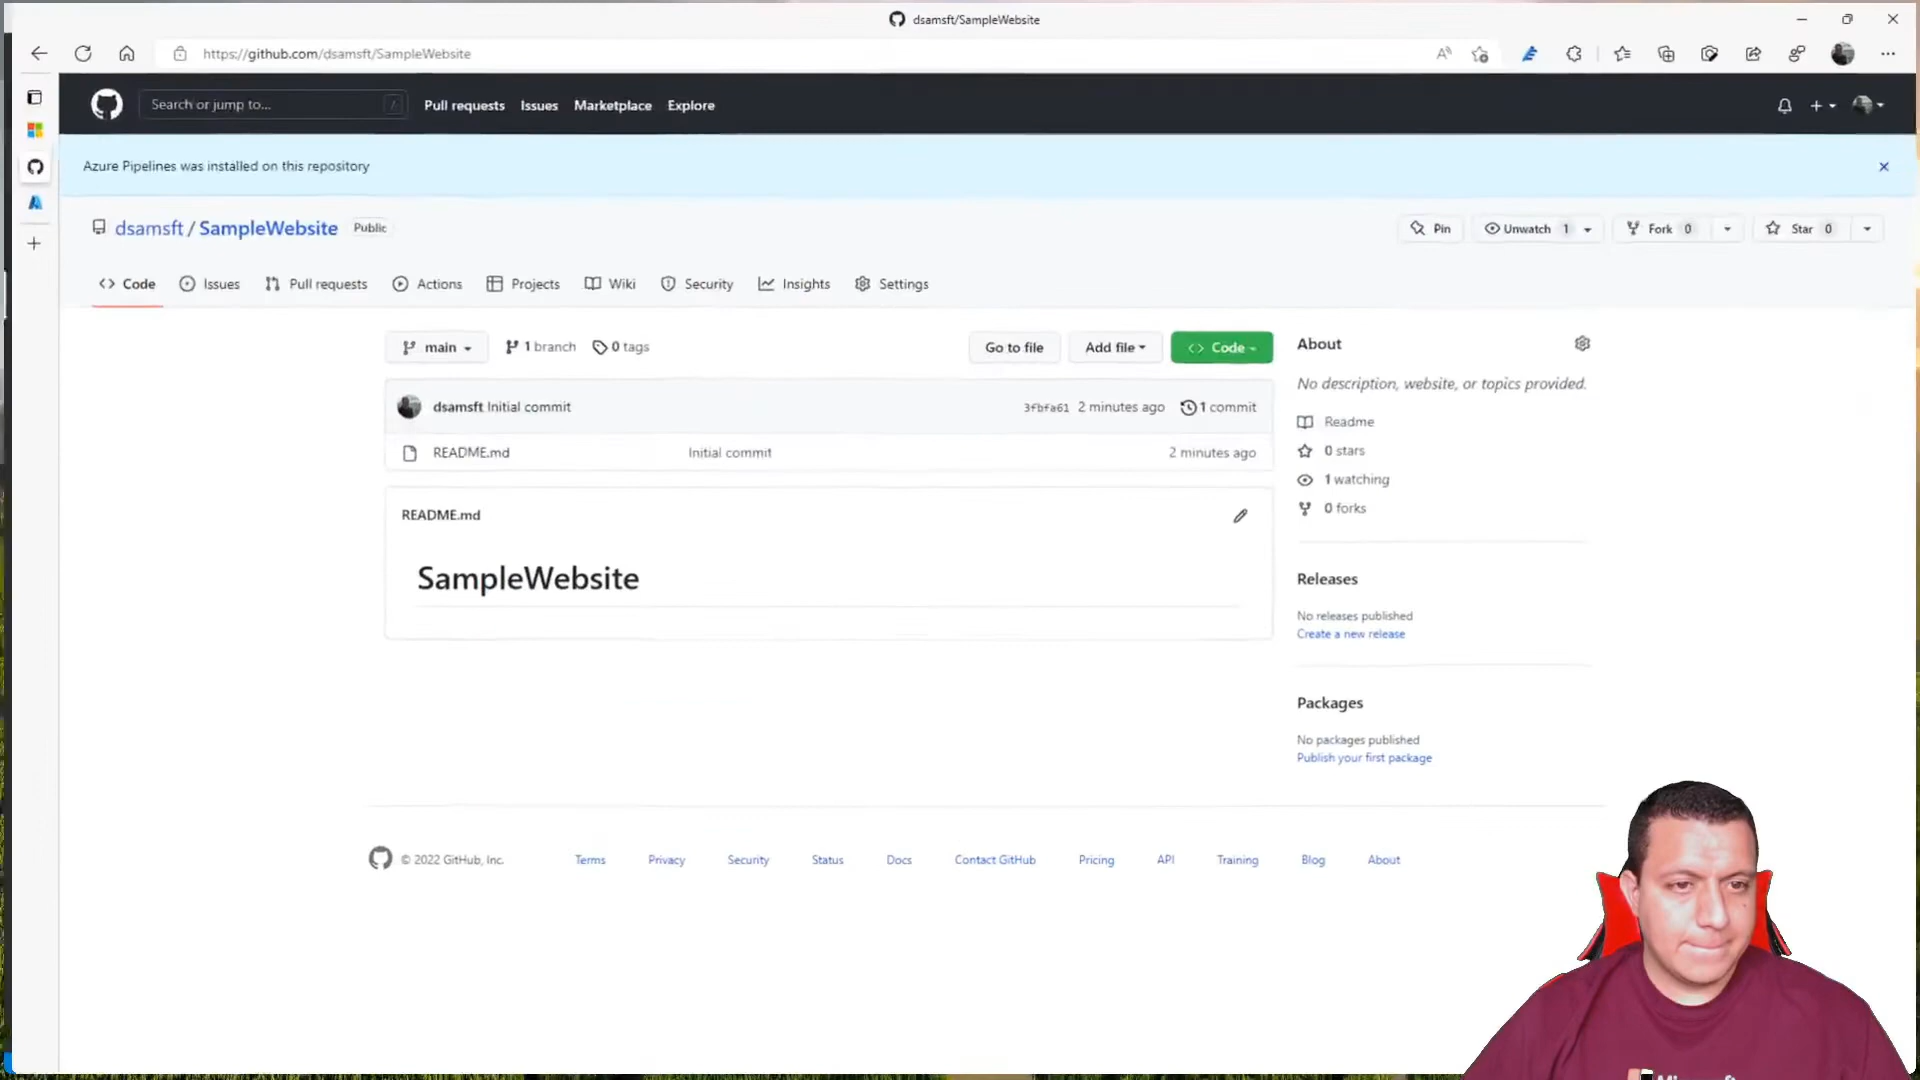 dsamsft/SampleWebsite
https://github.com/dsamsft/SampleWebsite
Search or jump to... /
Pull requests Issues Marketplace Explore
Azure Pipelines was installed on this repository
dsamsft / SampleWebsite Public
Pin Unwatch 1 Fork 0 Star 0
Code Issues Pull requests Actions Projects Wiki Security Insights Settings
main 1 branch 0 tags Go to file Add file Code
About
No description, website, or topics provided.
dsamsft Initial commit 3fbfa61 2 minutes ago 1 commit
Readme
README.md Initial commit 2 minutes ago
0 stars
1 watching
0 forks
README.md
SampleWebsite
Releases
No releases published
Create a new release
Packages
No packages published
Publish your first package
© 2022 GitHub, Inc. Terms Privacy Security Status Docs Contact GitHub Pricing API Training Blog About